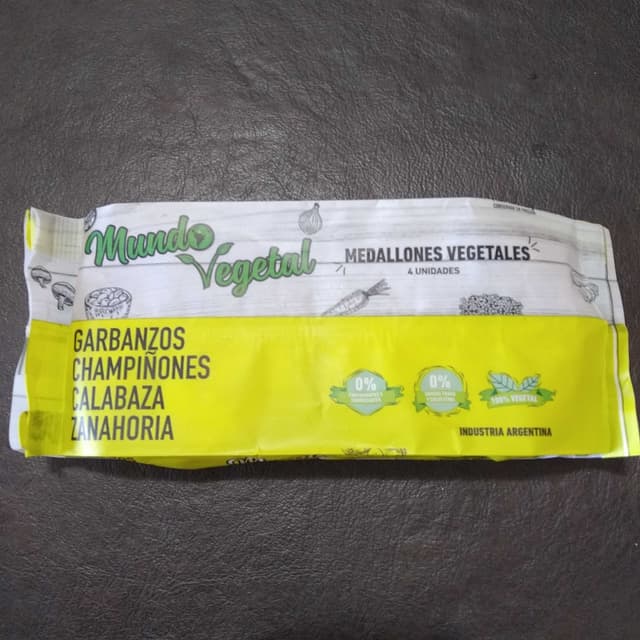 Mundo
Vegetal
MEDALLONES VEGETALES
4 UNIDADES
GARBANZOS
CHAMPIÑONES
CALABAZA
ZANAHORIA
0%
0%
100% VEGETAL
INDUSTRIA ARGENTINA